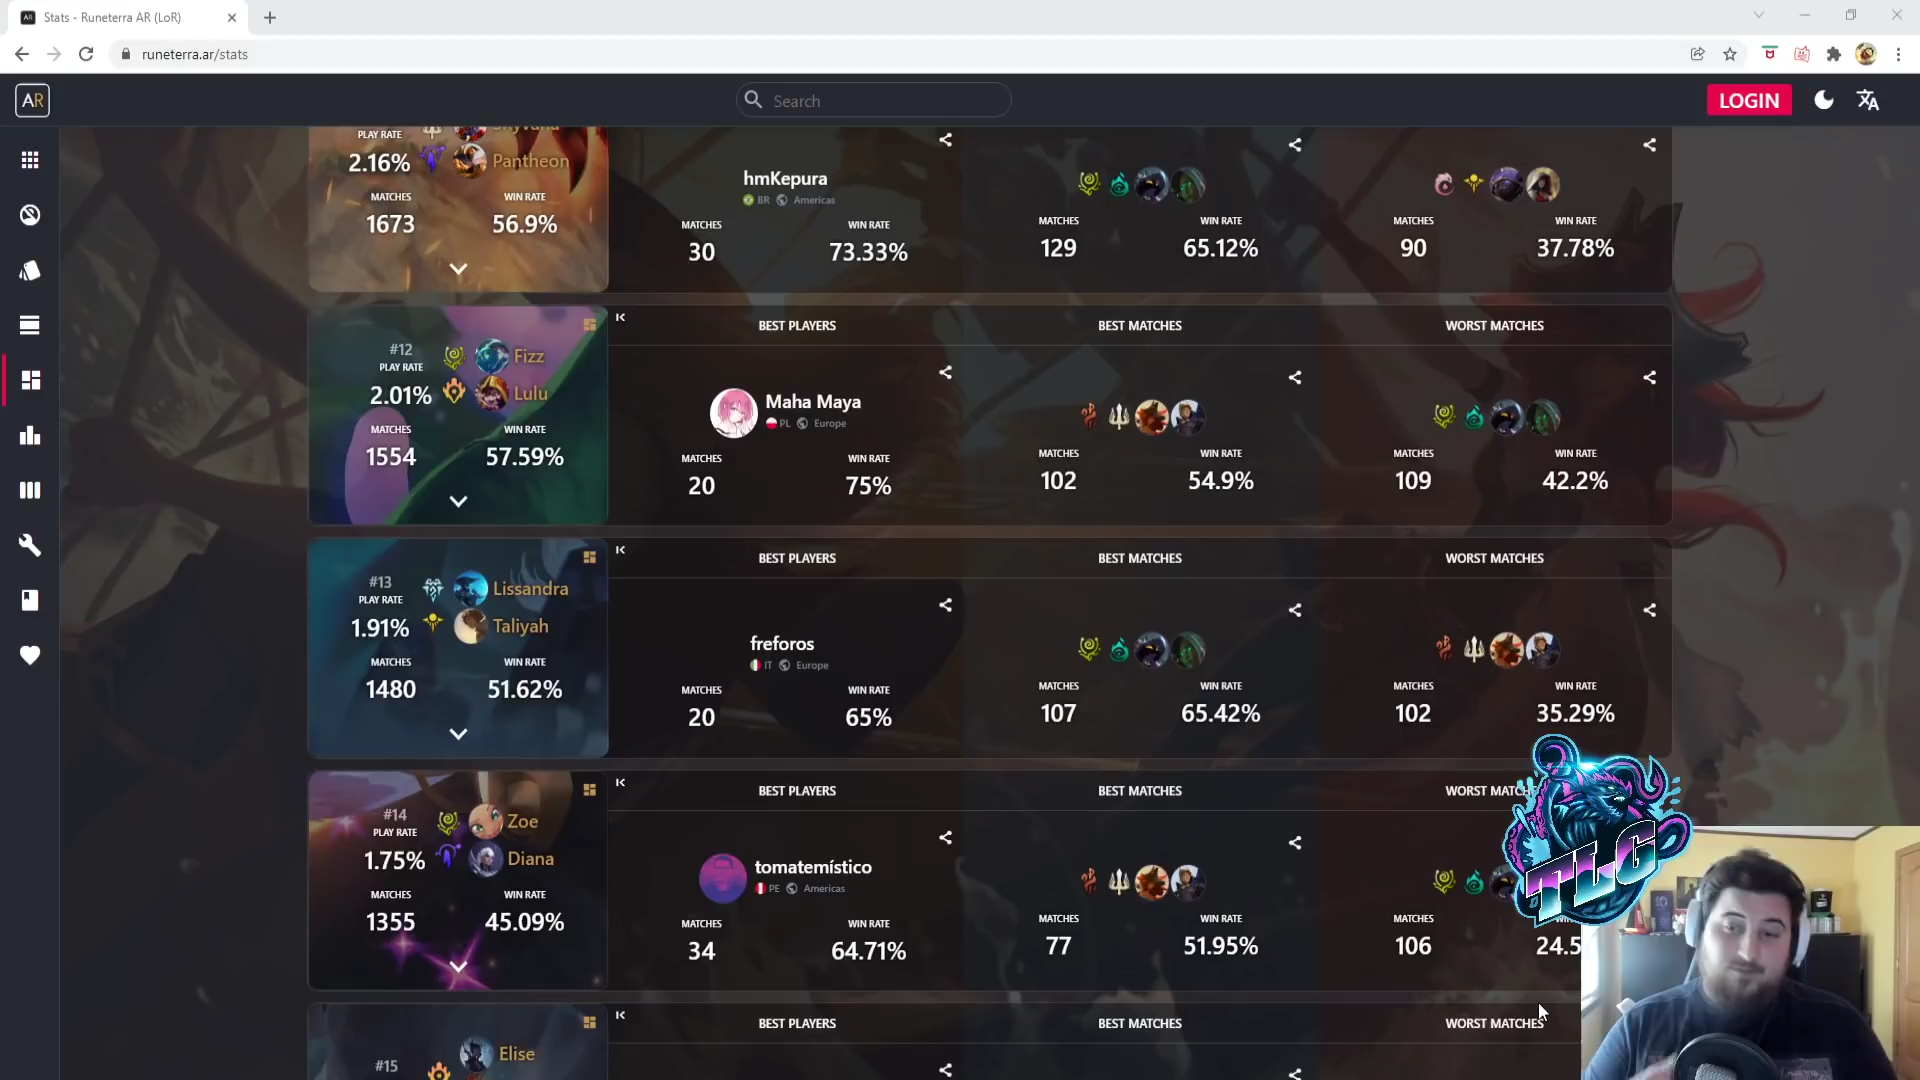 Stats - Runeterra AR (LoR)
runeterra.ar/stats
AR
Search
LOGIN
PLAY RATE
2.16%
Pantheon
MATCHES
WIN RATE
1673
56.9%
hmKepura
BR Americas
MATCHES
WIN RATE
30
73.33%
MATCHES
WIN RATE
129
65.12%
MATCHES
WIN RATE
90
37.78%
#12
PLAY RATE
2.01%
Fizz
Lulu
MATCHES
WIN RATE
1554
57.59%
BEST PLAYERS
BEST MATCHES
WORST MATCHES
Maha Maya
PL Europe
MATCHES
WIN RATE
20
75%
MATCHES
WIN RATE
102
54.9%
MATCHES
WIN RATE
109
42.2%
#13
PLAY RATE
1.91%
Lissandra
Taliyah
MATCHES
WIN RATE
1480
51.62%
BEST PLAYERS
BEST MATCHES
WORST MATCHES
freforos
IT Europe
MATCHES
WIN RATE
20
65%
MATCHES
WIN RATE
107
65.42%
MATCHES
WIN RATE
102
35.29%
#14
PLAY RATE
1.75%
Zoe
Diana
MATCHES
WIN RATE
1355
45.09%
BEST PLAYERS
BEST MATCHES
WORST
tomatemístico
PE Americas
MATCHES
WIN RATE
34
64.71%
MATCHES
WIN RATE
77
51.95%
MATCHES
106
24.5
TLG
#15
Elise
BEST PLAYERS
BEST MATCHES
WORST MATCHES